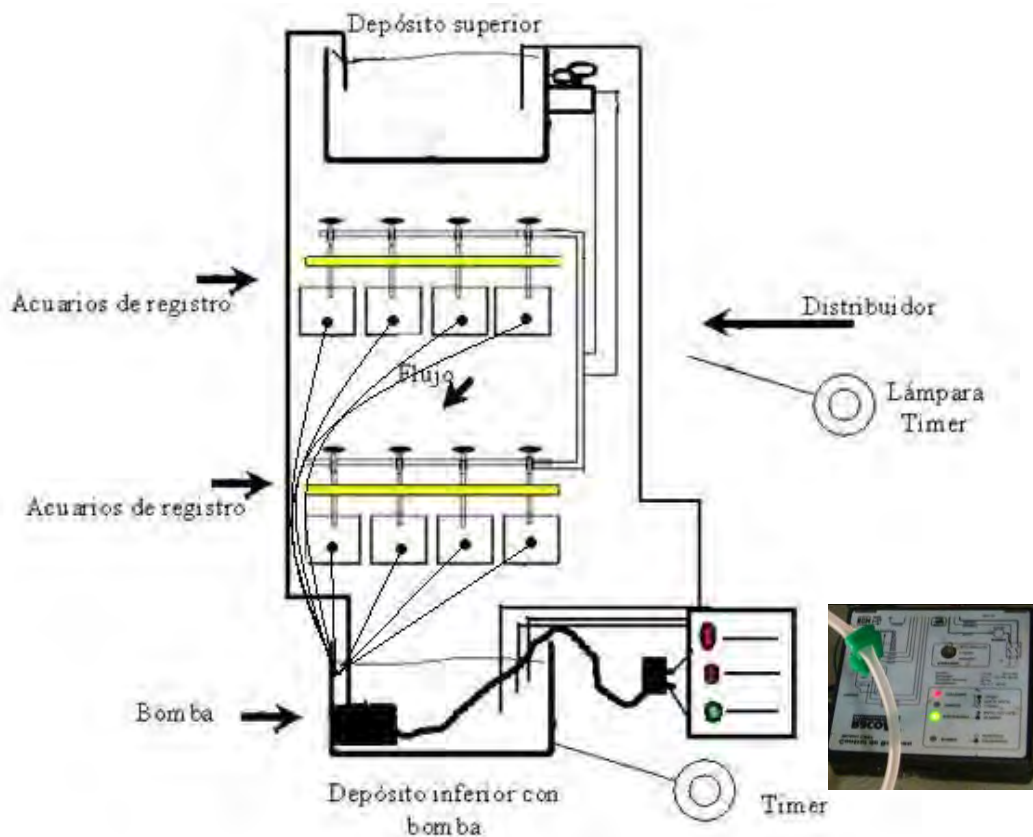 Depósito superior
Acuarios de registro
Distribuidor
Flujo
Lámpara
Timer
Acuarios de registro
Bomba
Depósito inferior con
bomba
Timer